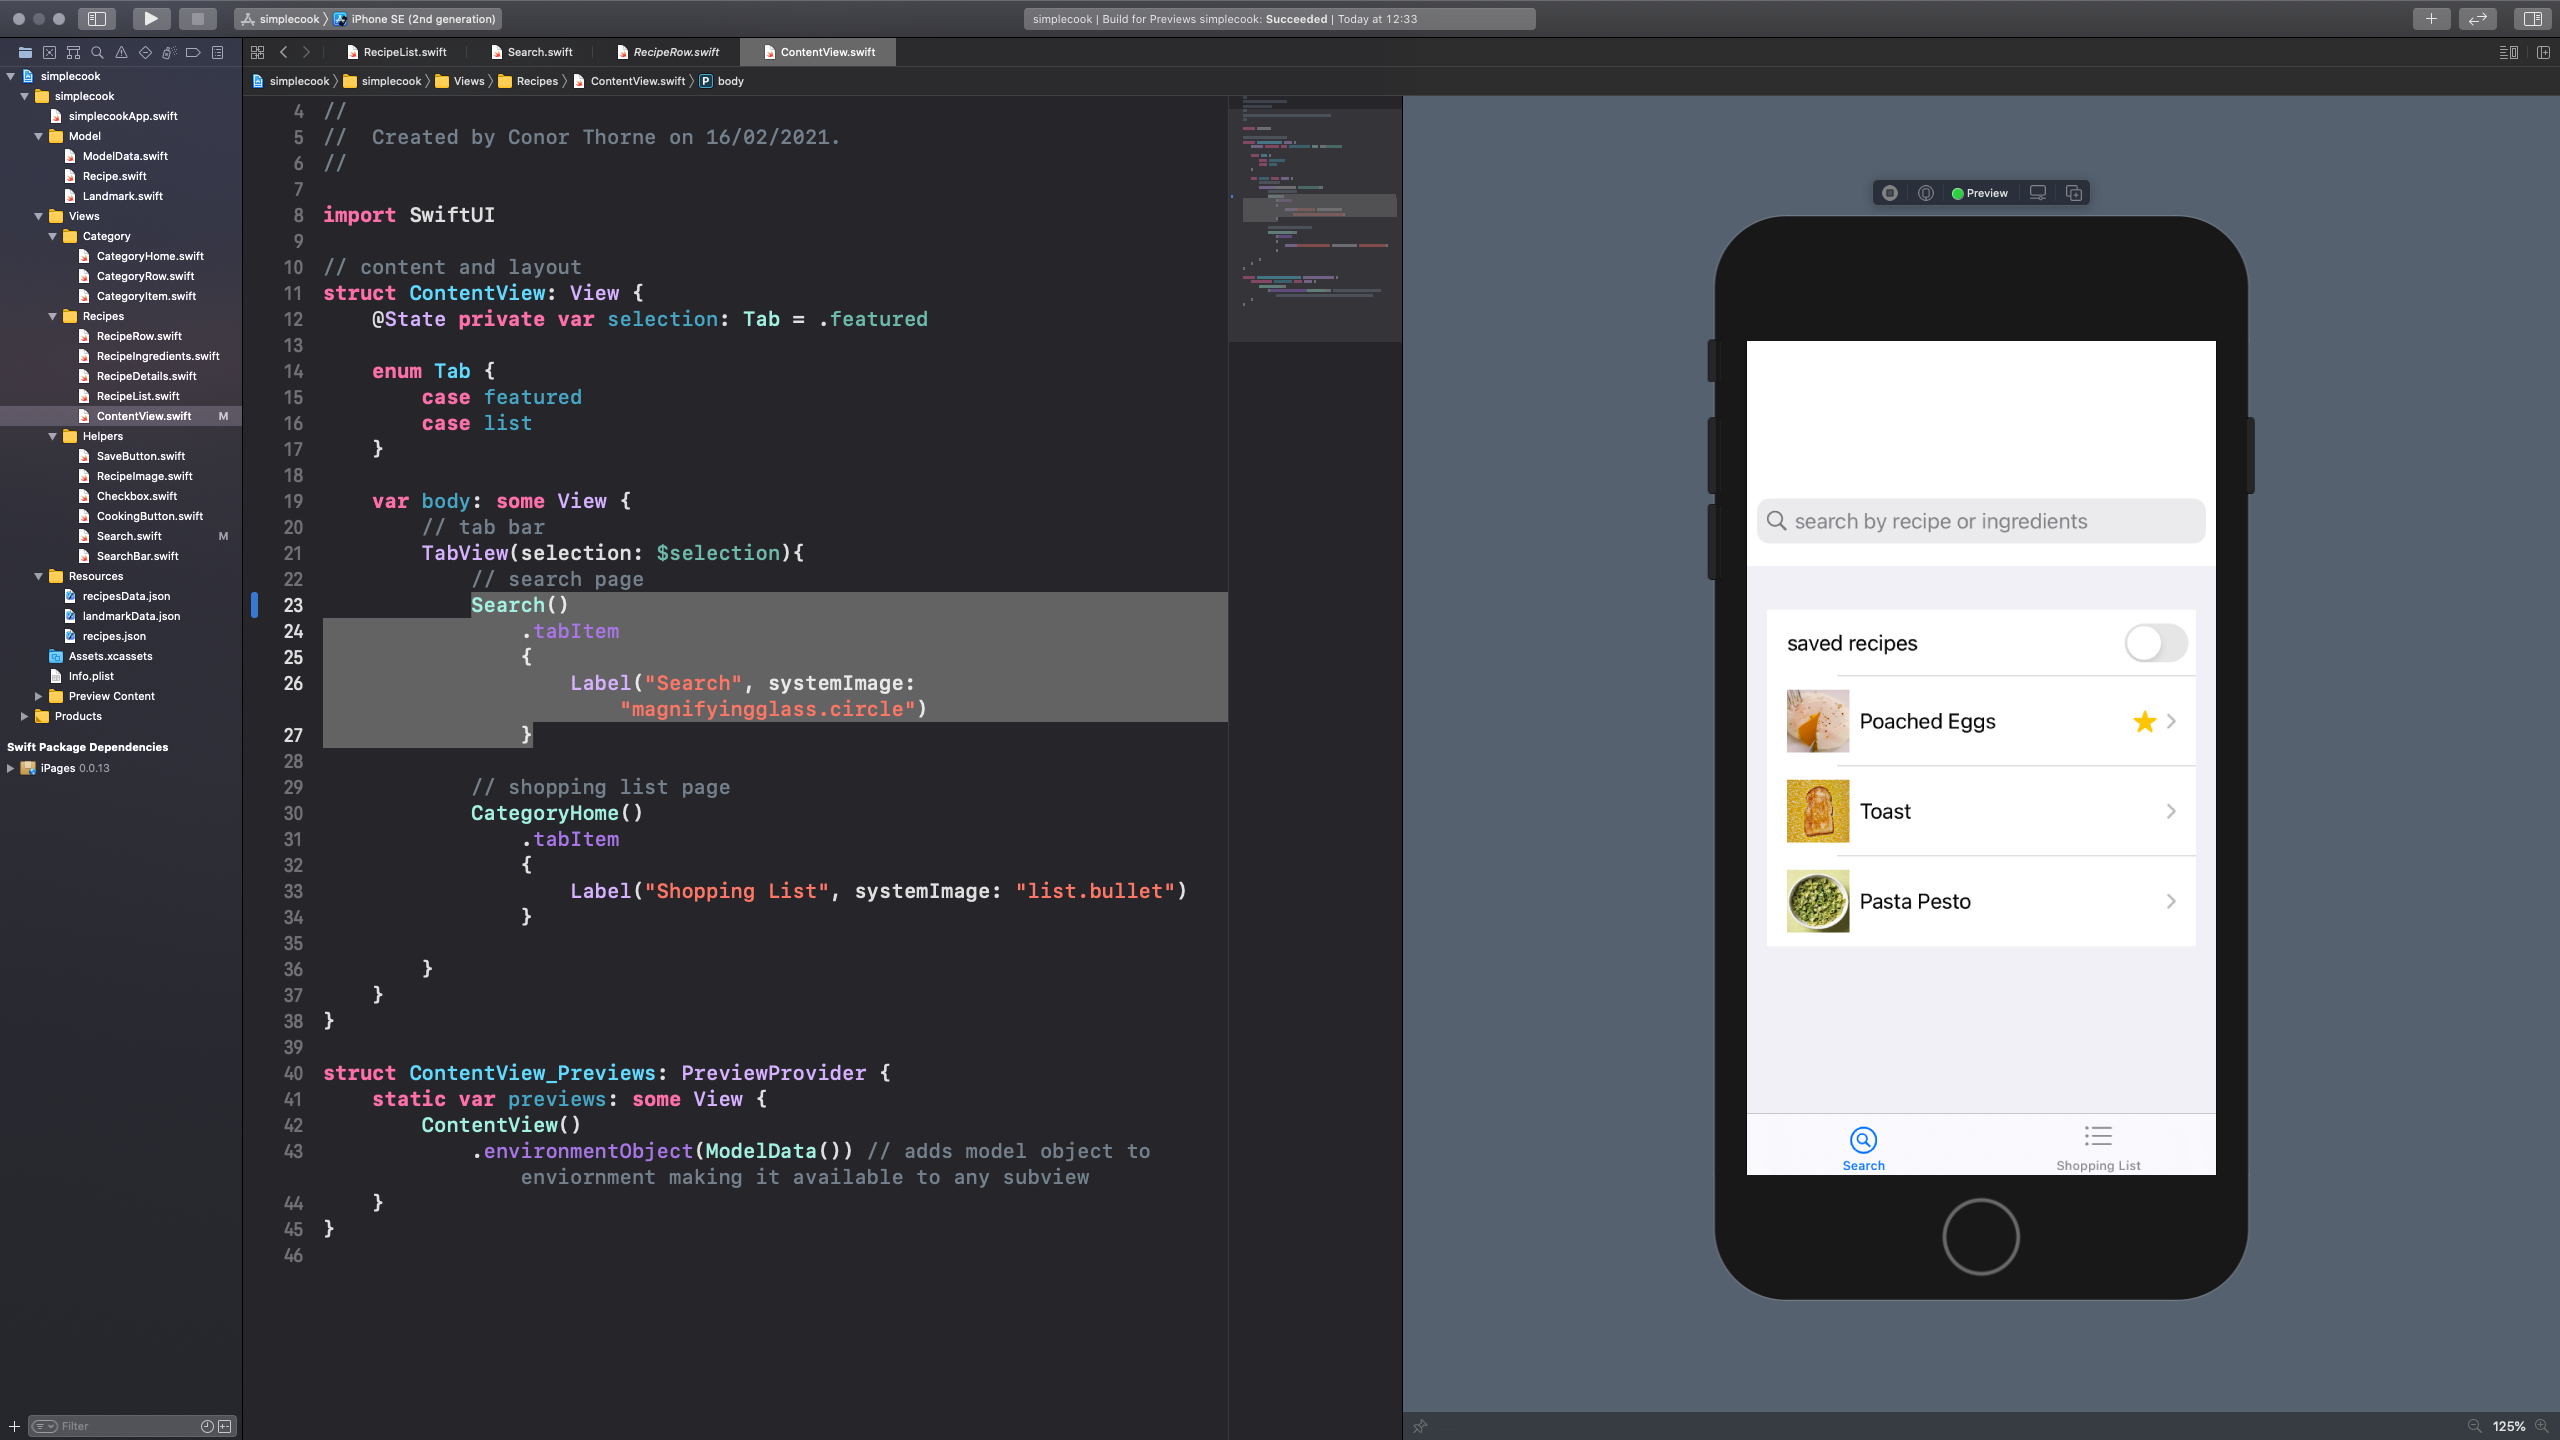 simplecook 〉 iPhone SE (2nd generation)
simplecook | Build for Previews simplecook: Succeeded | Today at 12:33
RecipeList.swift
Search.swift
RecipeRow.swift
ContentView.swift
simplecook 〉 simplecook 〉 Views 〉 Recipes 〉 ContentView.swift 〉 P body
simplecook
simplecook
simplecookApp.swift
Model
ModelData.swift
Recipe.swift
Landmark.swift
Views
Category
CategoryHome.swift
CategoryRow.swift
CategoryItem.swift
Recipes
RecipeRow.swift
RecipeIngredients.swift
RecipeDetails.swift
RecipeList.swift
ContentView.swift M
Helpers
SaveButton.swift
RecipeImage.swift
Checkbox.swift
CookingButton.swift
Search.swift M
SearchBar.swift
Resources
recipesData.json
landmarkData.json
recipes.json
Assets.xcassets
Info.plist
Preview Content
Products
Swift Package Dependencies
iPages 0.0.13
Filter
4 //
5 //  Created by Conor Thorne on 16/02/2021.
6 //
7
8 import SwiftUI
9
10 // content and layout
11 struct ContentView: View {
12     @State private var selection: Tab = .featured
13
14     enum Tab {
15         case featured
16         case list
17     }
18
19     var body: some View {
20         // tab bar
21         TabView(selection: $selection){
22             // search page
23             Search()
24                 .tabItem
25                 {
26                     Label("Search", systemImage:
                        "magnifyingglass.circle")
27                 }
28
29             // shopping list page
30             CategoryHome()
31                 .tabItem
32                 {
33                     Label("Shopping List", systemImage: "list.bullet")
34                 }
35
36         }
37     }
38 }
39
40 struct ContentView_Previews: PreviewProvider {
41     static var previews: some View {
42         ContentView()
43             .environmentObject(ModelData()) // adds model object to
                enviornment making it available to any subview
44     }
45 }
46
Preview
search by recipe or ingredients
saved recipes
Poached Eggs
Toast
Pasta Pesto
Search
Shopping List
125%